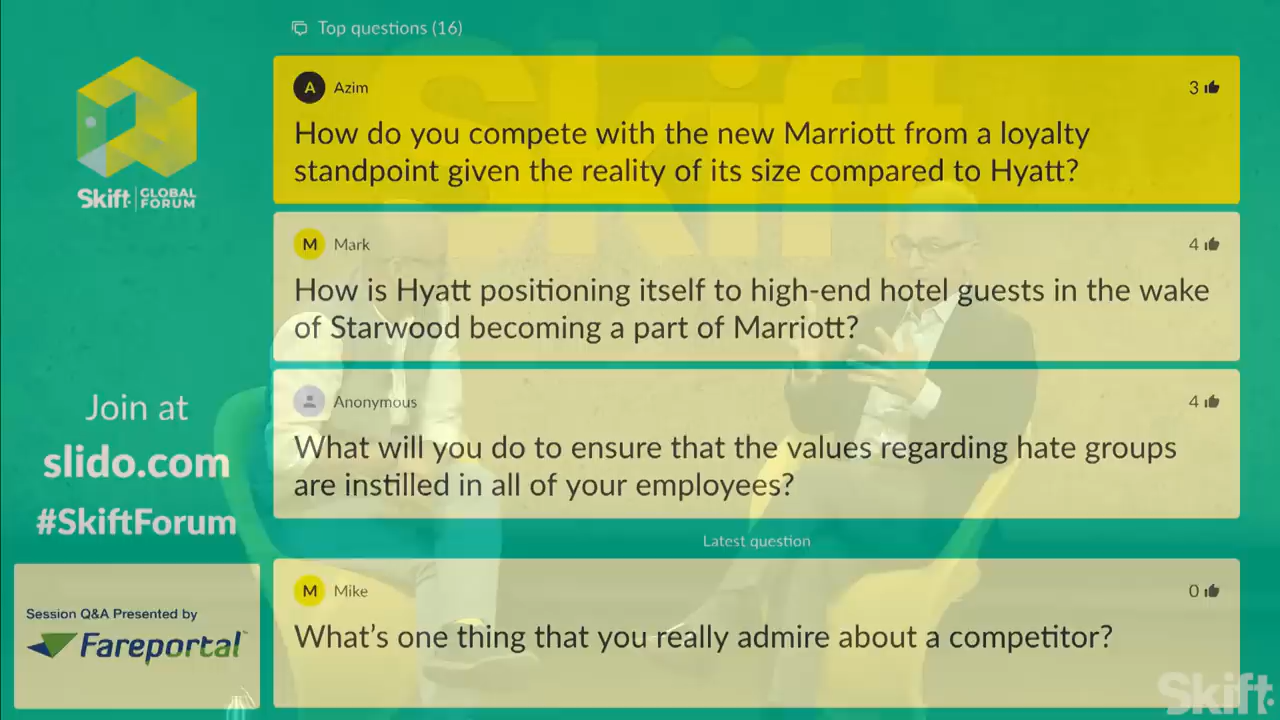 Top questions (16)
A Azim 3
How do you compete with the new Marriott from a loyalty
standpoint given the reality of its size compared to Hyatt?
M Mark 4
How is Hyatt positioning itself to high-end hotel guests in the wake
of Starwood becoming a part of Marriott?
Anonymous 4
What will you do to ensure that the values regarding hate groups
are instilled in all of your employees?
Latest question
M Mike 0
What's one thing that you really admire about a competitor?
Skift GLOBAL
FORUM
Join at
slido.com
#SkiftForum
Session Q&A Presented by
Fareportal
Skift
Skift